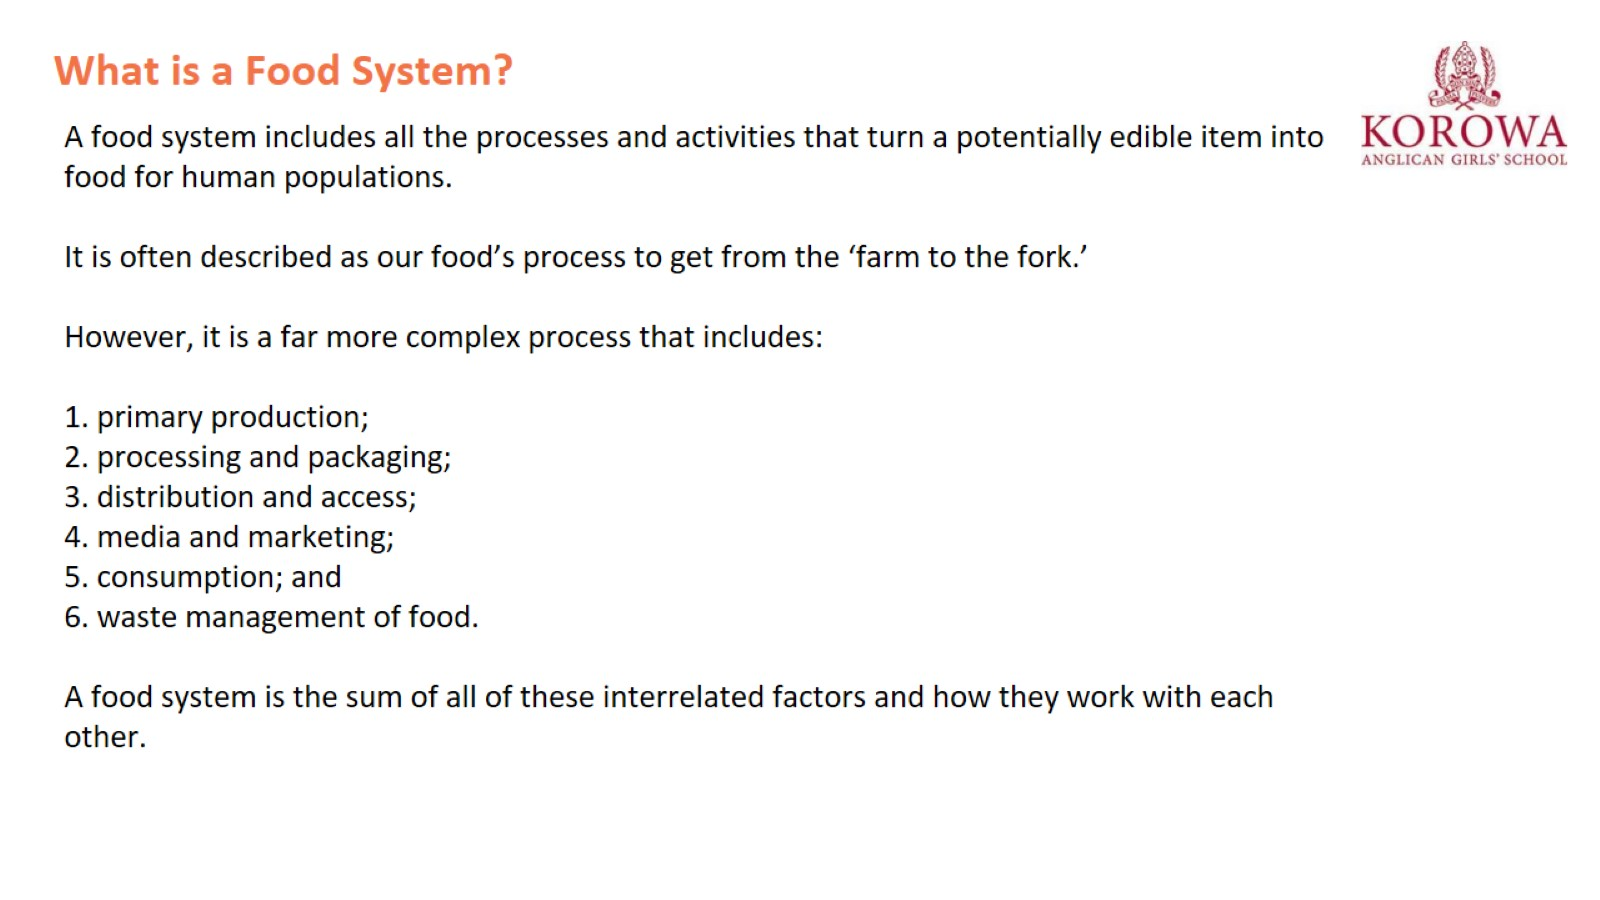 What is a Food System?
A food system includes all the processes and activities that turn a potentially edible item into
food for human populations.
It is often described as our food’s process to get from the ‘farm to the fork.’
However, it is a far more complex process that includes:
1. primary production;
2. processing and packaging;
3. distribution and access;
4. media and marketing;
5. consumption; and
6. waste management of food.
A food system is the sum of all of these interrelated factors and how they work with each
other.
KOROWA
ANGLICAN GIRLS’ SCHOOL